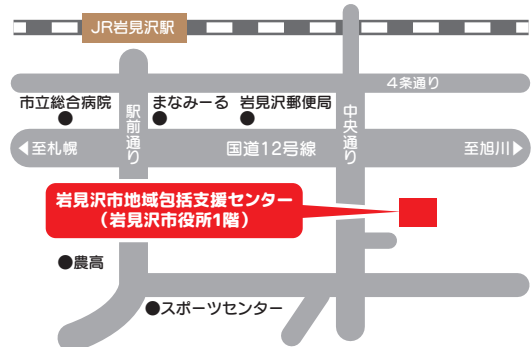 JR岩見沢駅
4条通り
市立総合病院
まなみーる
岩見沢郵便局
駅前通り
中央通り
◀至札幌
国道12号線
至旭川▶
岩見沢市地域包括支援センター
（岩見沢市役所1階）
●農高
●スポーツセンター